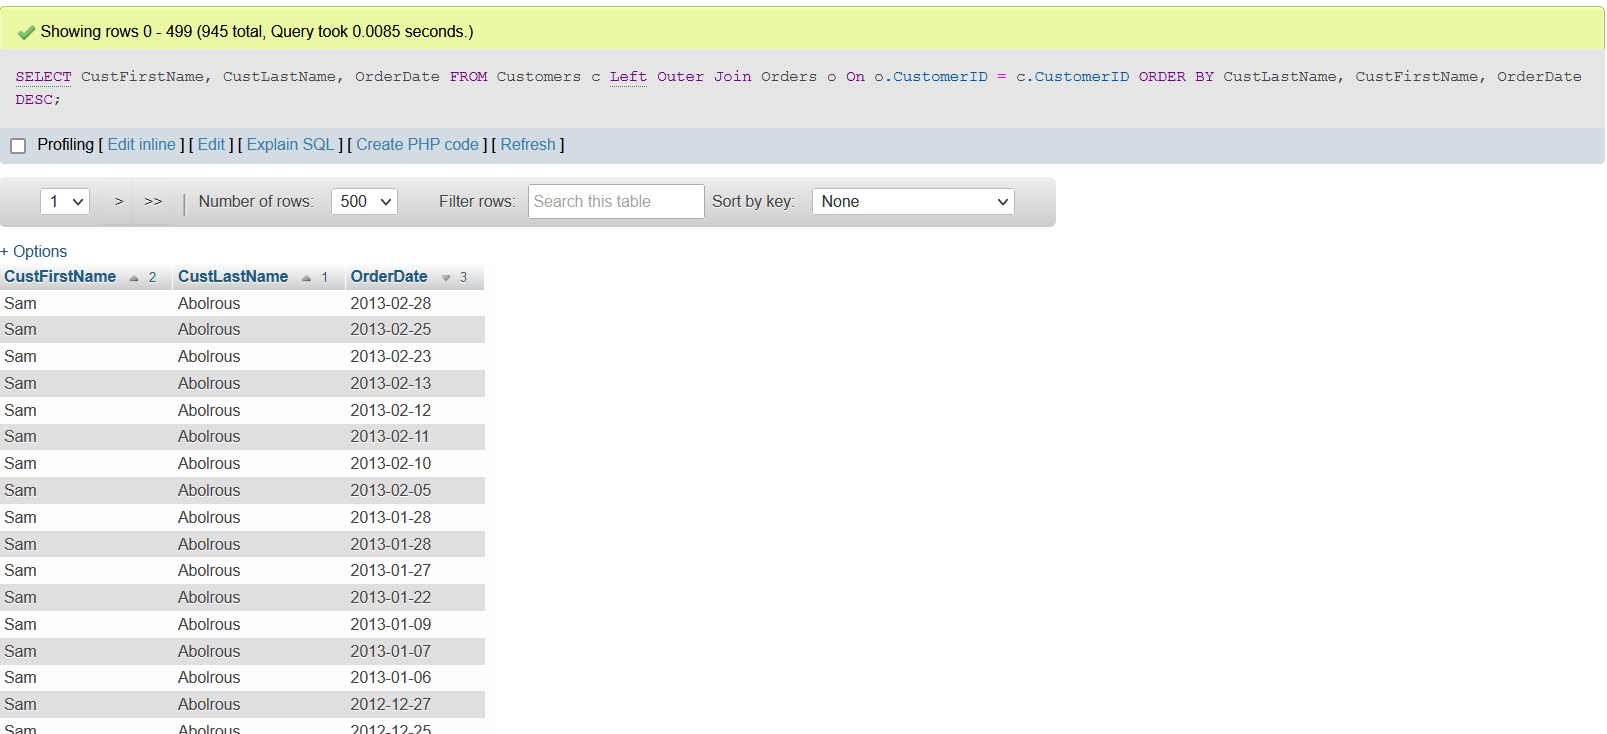 Showing rows 0 - 499 (945 total, Query took 0.0085 seconds.)
SELECT CustFirstName, CustLastName, OrderDate FROM Customers c Left Outer Join Orders o On o.CustomerID = c.CustomerID ORDER BY CustLastName, CustFirstName, OrderDate
DESC;
Profiling [ Edit inline ] [ Edit ] [ Explain SQL ] [ Create PHP code ] [ Refresh ]
1 > >> | Number of rows: 500 Filter rows: Search this table Sort by key: None
+ Options
CustFirstName 2 CustLastName 1 OrderDate 3
Sam Abolrous 2013-02-28
Sam Abolrous 2013-02-25
Sam Abolrous 2013-02-23
Sam Abolrous 2013-02-13
Sam Abolrous 2013-02-12
Sam Abolrous 2013-02-11
Sam Abolrous 2013-02-10
Sam Abolrous 2013-02-05
Sam Abolrous 2013-01-28
Sam Abolrous 2013-01-28
Sam Abolrous 2013-01-27
Sam Abolrous 2013-01-22
Sam Abolrous 2013-01-09
Sam Abolrous 2013-01-07
Sam Abolrous 2013-01-06
Sam Abolrous 2012-12-27
Sam Abolrous 2012-12-25